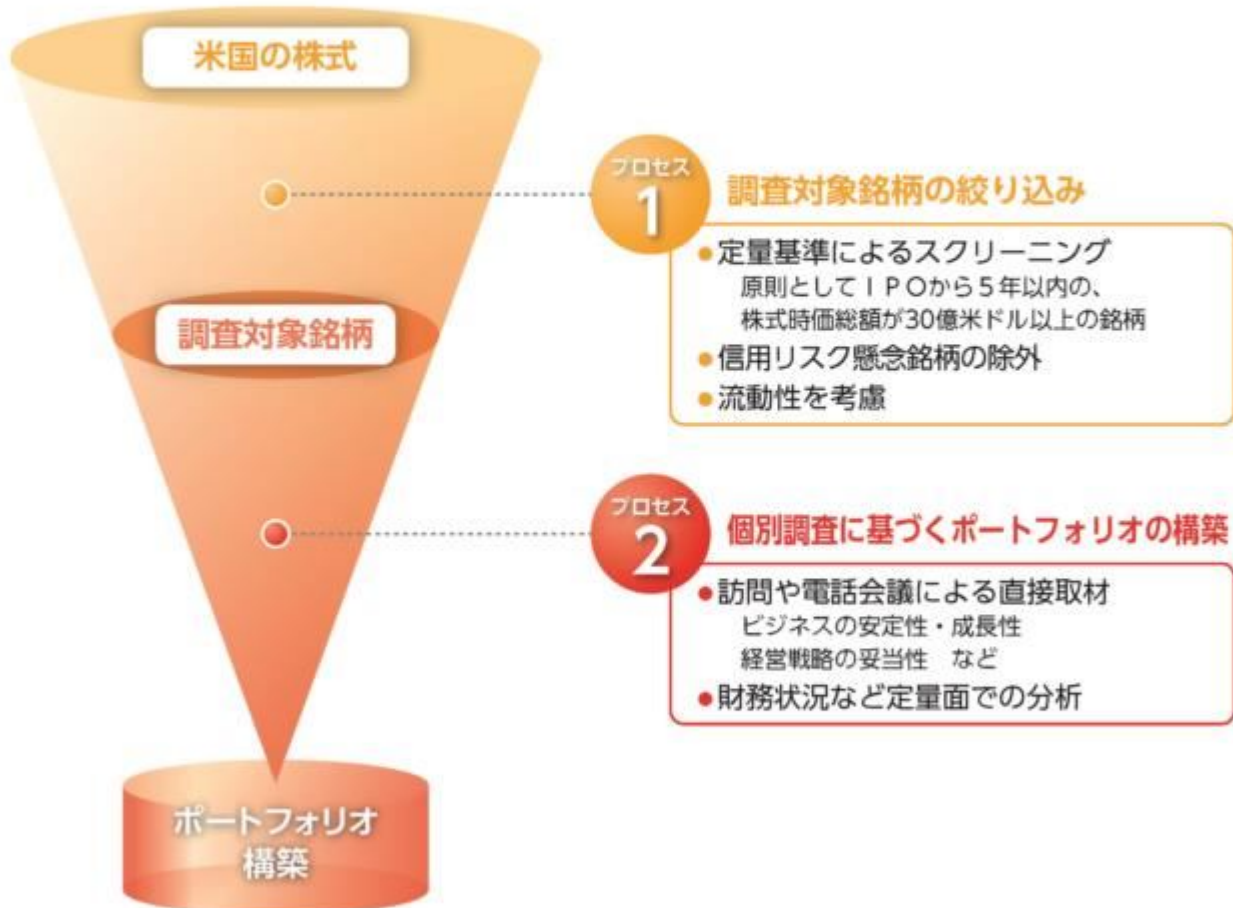 米国の株式
プロセス
1
調査対象銘柄の絞り込み
●定量基準によるスクリーニング
原則としてＩＰＯから５年以内の、
株式時価総額が30億米ドル以上の銘柄
●信用リスク懸念銘柄の除外
●流動性を考慮
調査対象銘柄
プロセス
2
個別調査に基づくポートフォリオの構築
●訪問や電話会議による直接取材
ビジネスの安定性・成長性
経営戦略の妥当性　など
●財務状況など定量面での分析
ポートフォリオ
構築